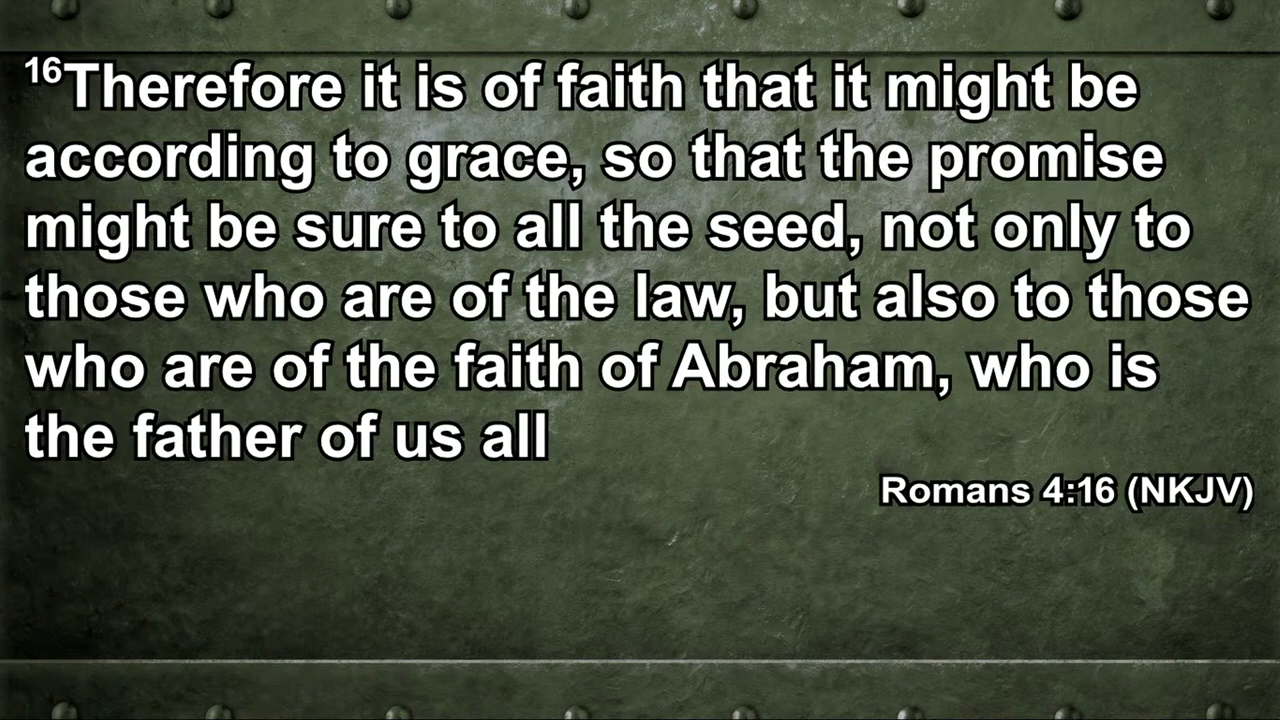 16Therefore it is of faith that it might be
according to grace, so that the promise
might be sure to all the seed, not only to
those who are of the law, but also to those
who are of the faith of Abraham, who is
the father of us all
Romans 4:16 (NKJV)